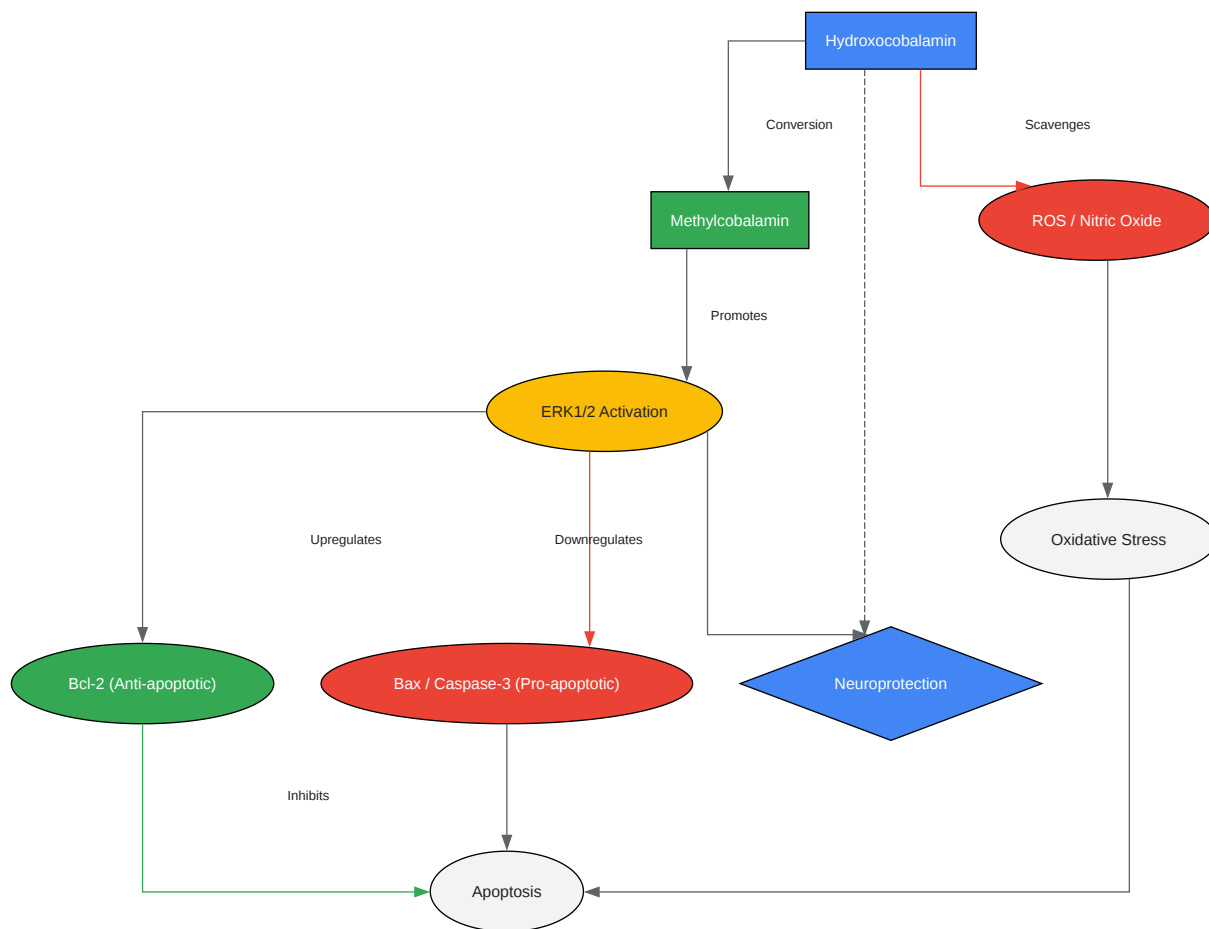 Hydroxocobalamin
Conversion
Scavenges
Methylcobalamin
ROS / Nitric Oxide
Promotes
ERK1/2 Activation
Upregulates
Downregulates
Oxidative Stress
Bcl-2 (Anti-apoptotic)
Bax / Caspase-3 (Pro-apoptotic)
Neuroprotection
Inhibits
Apoptosis